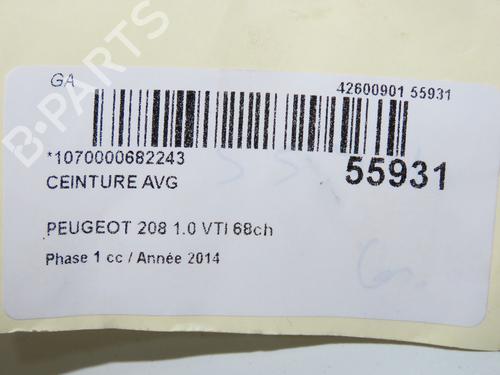 GA
42600901 55931
*1070000682243
55931
CEINTURE AVG
PEUGEOT 208 1.0 VTI 68ch
Phase 1 cc / Année 2014
B-PARTS